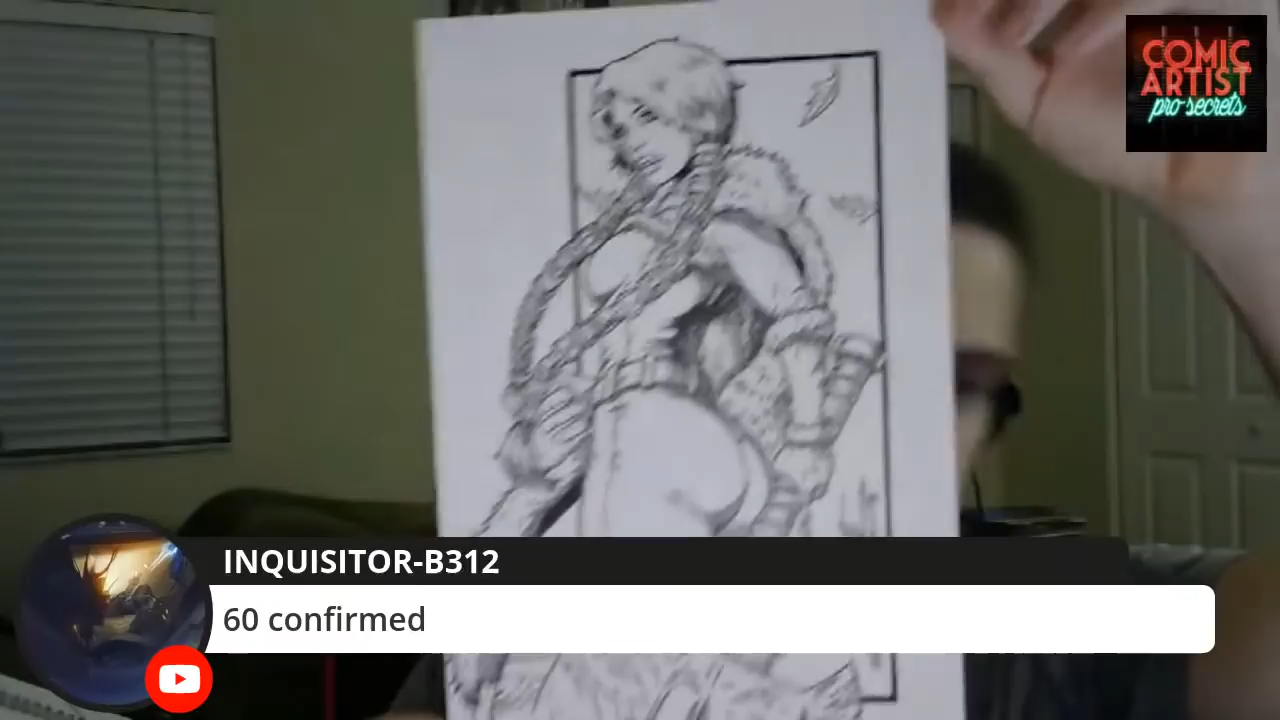 COMIC
ARTIST
pro secrets
INQUISITOR-B312
60 confirmed